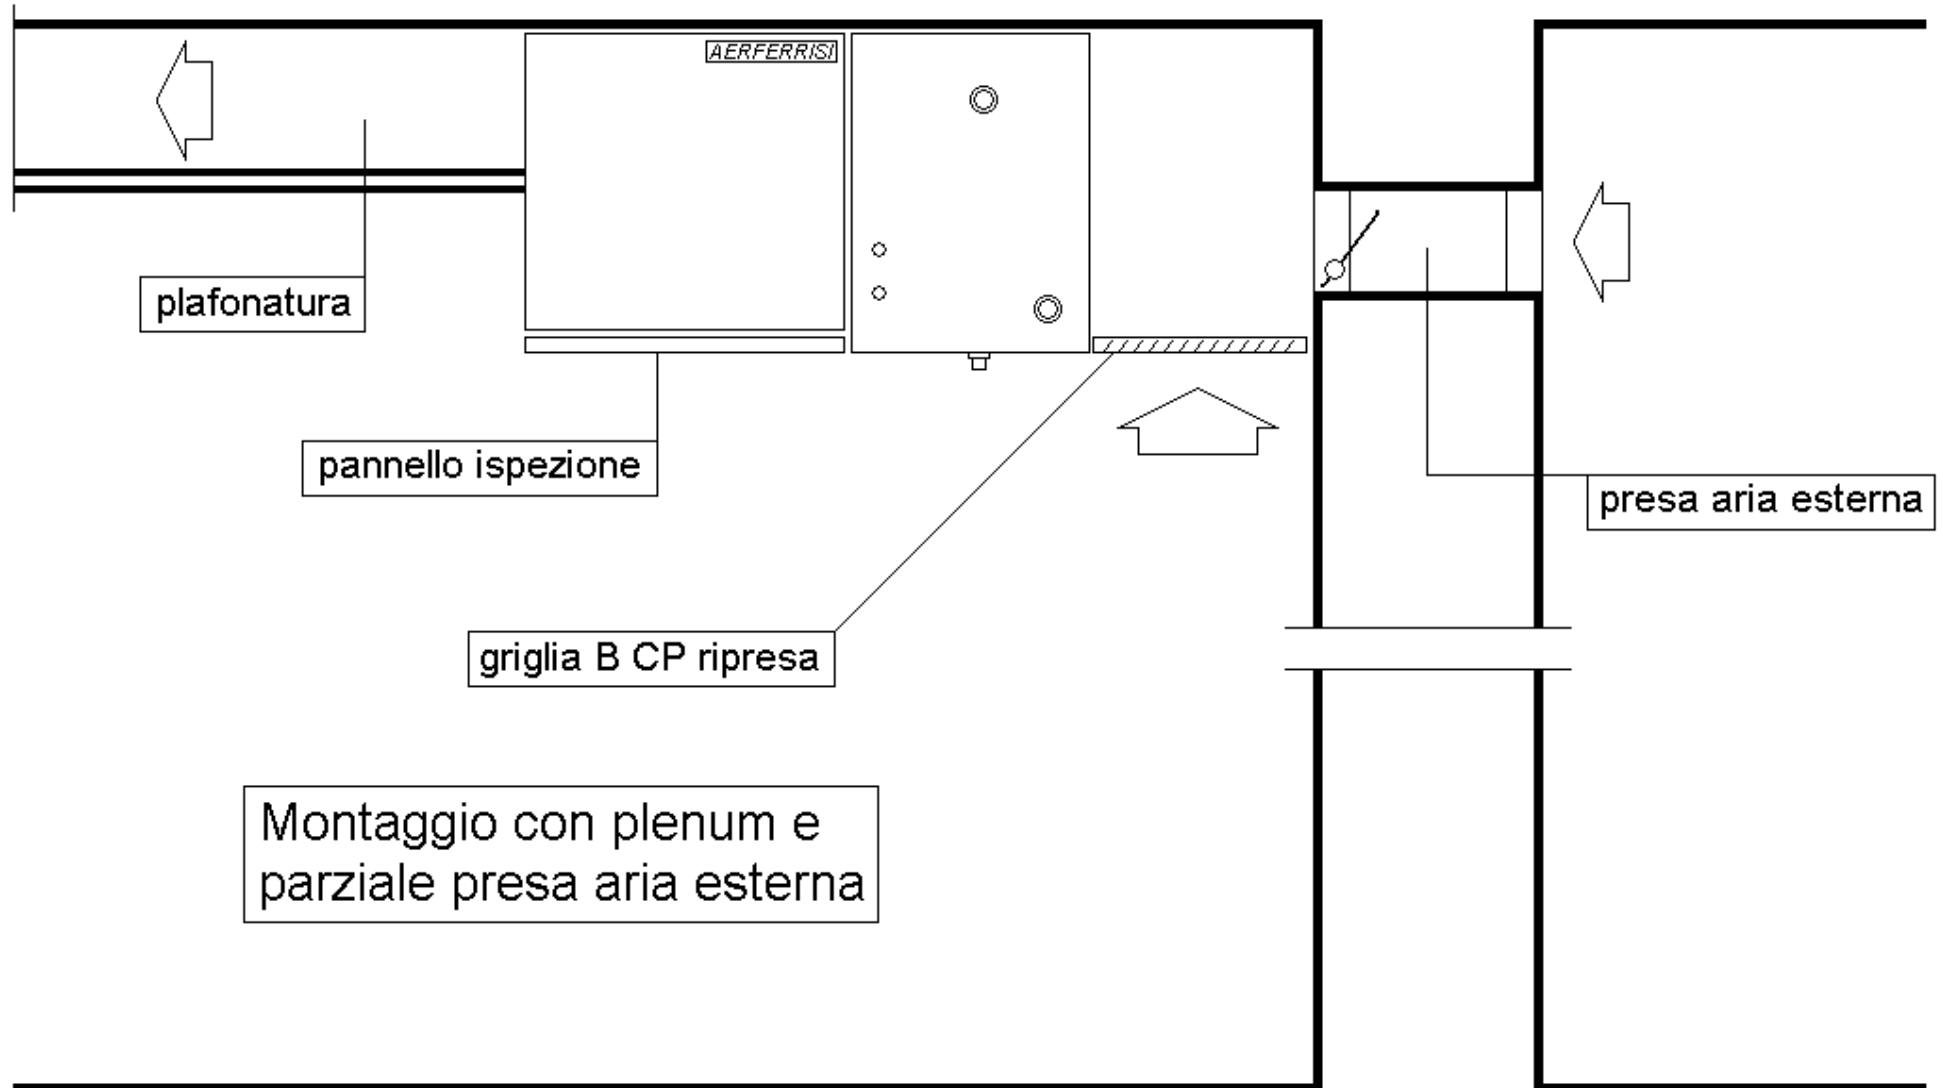 AERFERRISI
plafonatura
pannello ispezione
presa aria esterna
griglia B CP ripresa
Montaggio con plenum e
parziale presa aria esterna